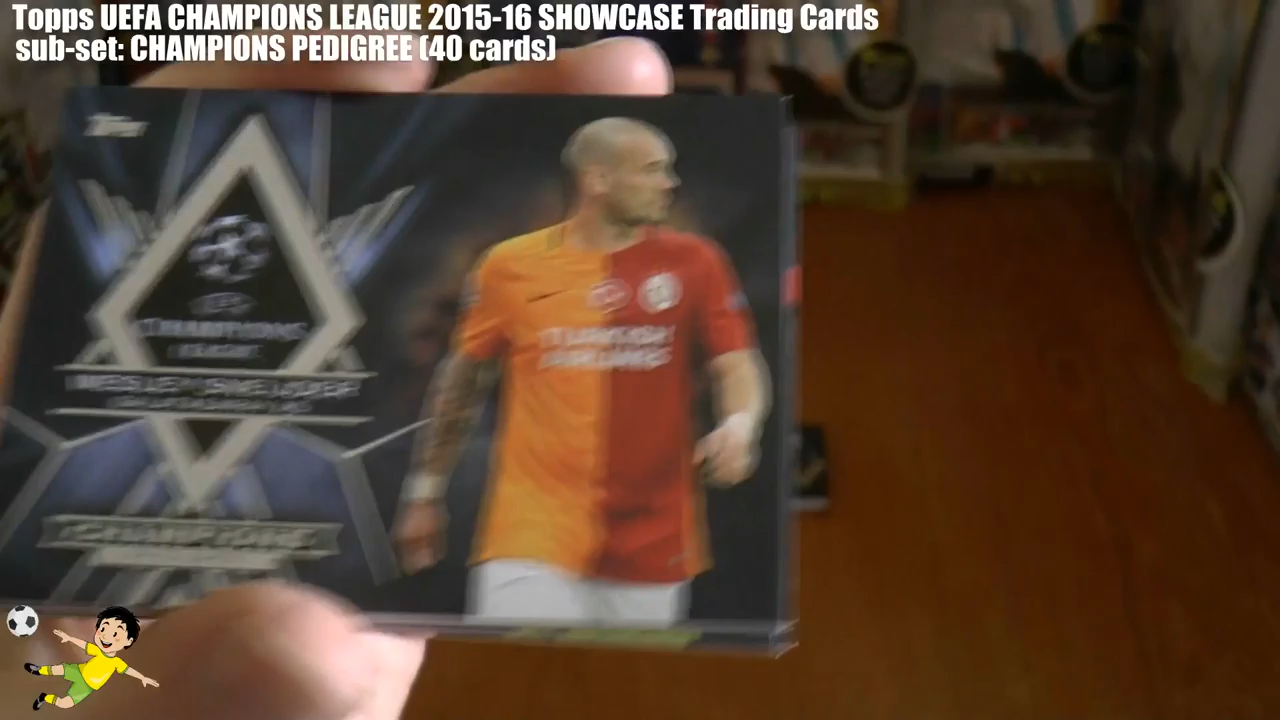 Topps UEFA CHAMPIONS LEAGUE 2015-16 SHOWCASE Trading Cards
sub-set: CHAMPIONS PEDIGREE (40 cards)
Topps
CHAMPIONS
LEAGUE
WESLEY SNEIJDER
TURKISH
AIRLINES
CHAMPIONS